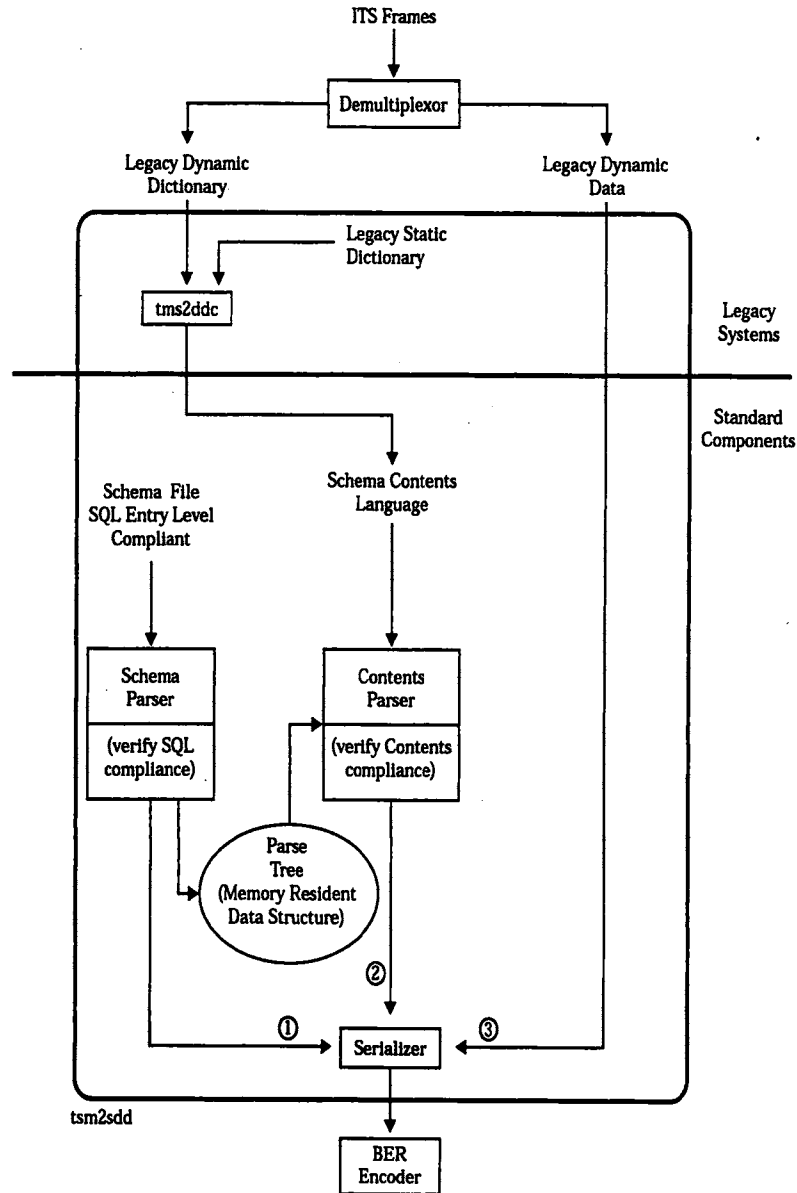 ITS Frames
Demultiplexor
Legacy Dynamic
Dictionary
Legacy Dynamic
Data
Legacy Static
Dictionary
tms2ddc
Legacy
Systems
Standard
Components
Schema File
SQL Entry Level
Compliant
Schema Contents
Language
Schema
Parser
(verify SQL
compliance)
Contents
Parser
(verify Contents
compliance)
Parse
Tree
(Memory Resident
Data Structure)
②
①
Serializer
③
tsm2sdd
BER
Encoder